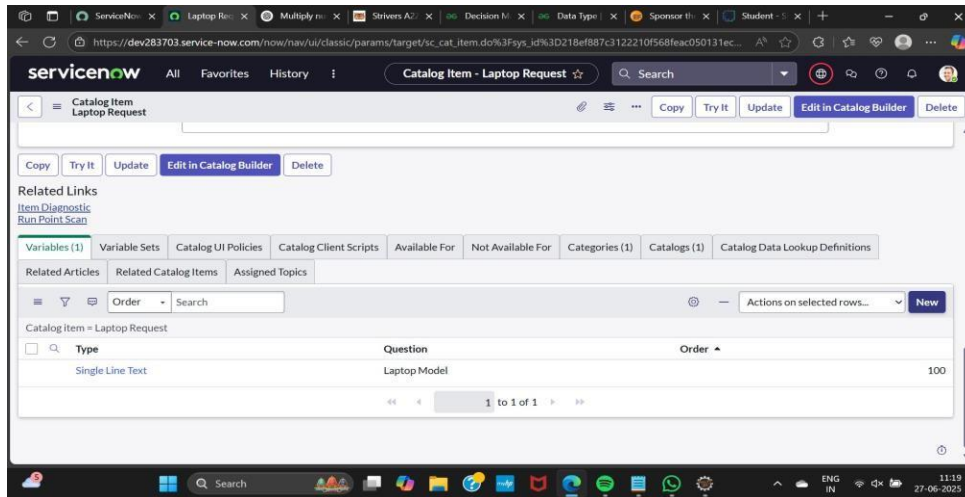 ServiceNow
Laptop Rec
Multiply nu
Strivers A2Z
Decision M
Data Type |
Sponsor th
Student - S
https://dev283703.service-now.com/now/nav/ui/classic/params/target/sc_cat_item.do%3Fsys_id%3D218ef887c3122210f568feac050131ec...
servicenow All Favorites History Catalog Item - Laptop Request Search
Catalog Item
Laptop Request
Copy Try It Update Edit in Catalog Builder Delete
Copy Try It Update Edit in Catalog Builder Delete
Related Links
Item Diagnostic
Run Point Scan
Variables (1) Variable Sets Catalog UI Policies Catalog Client Scripts Available For Not Available For Categories (1) Catalogs (1) Catalog Data Lookup Definitions
Related Articles Related Catalog Items Assigned Topics
Order Search Actions on selected rows... New
Catalog item = Laptop Request
Type Question Order
Single Line Text Laptop Model 100
1 to 1 of 1
Search ENG 11:19
IN 27-06-2025